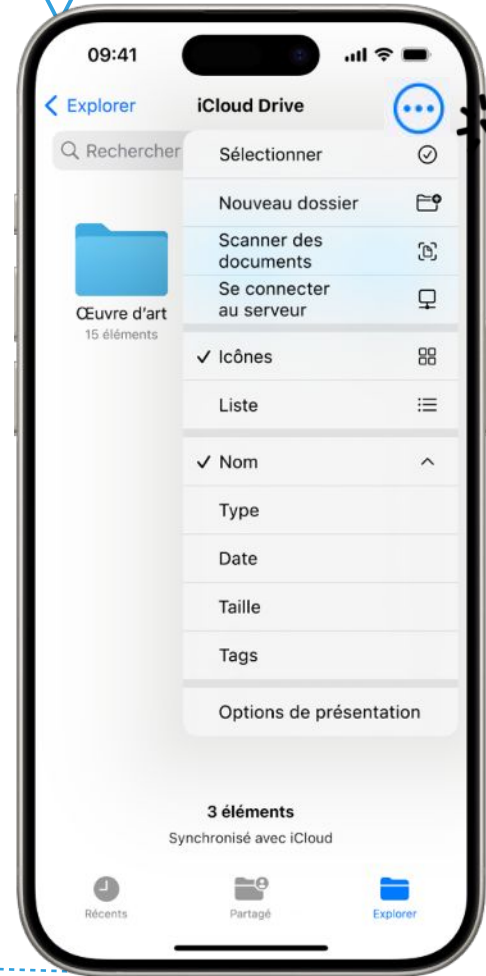 09:41
Explorer
iCloud Drive
Rechercher
Sélectionner
Nouveau dossier
Scanner des
documents
Se connecter
au serveur
Œuvre d'art
15 éléments
Icônes
Liste
Nom
Type
Date
Taille
Tags
Options de présentation
3 éléments
Synchronisé avec iCloud
Récents
Partagé
Explorer